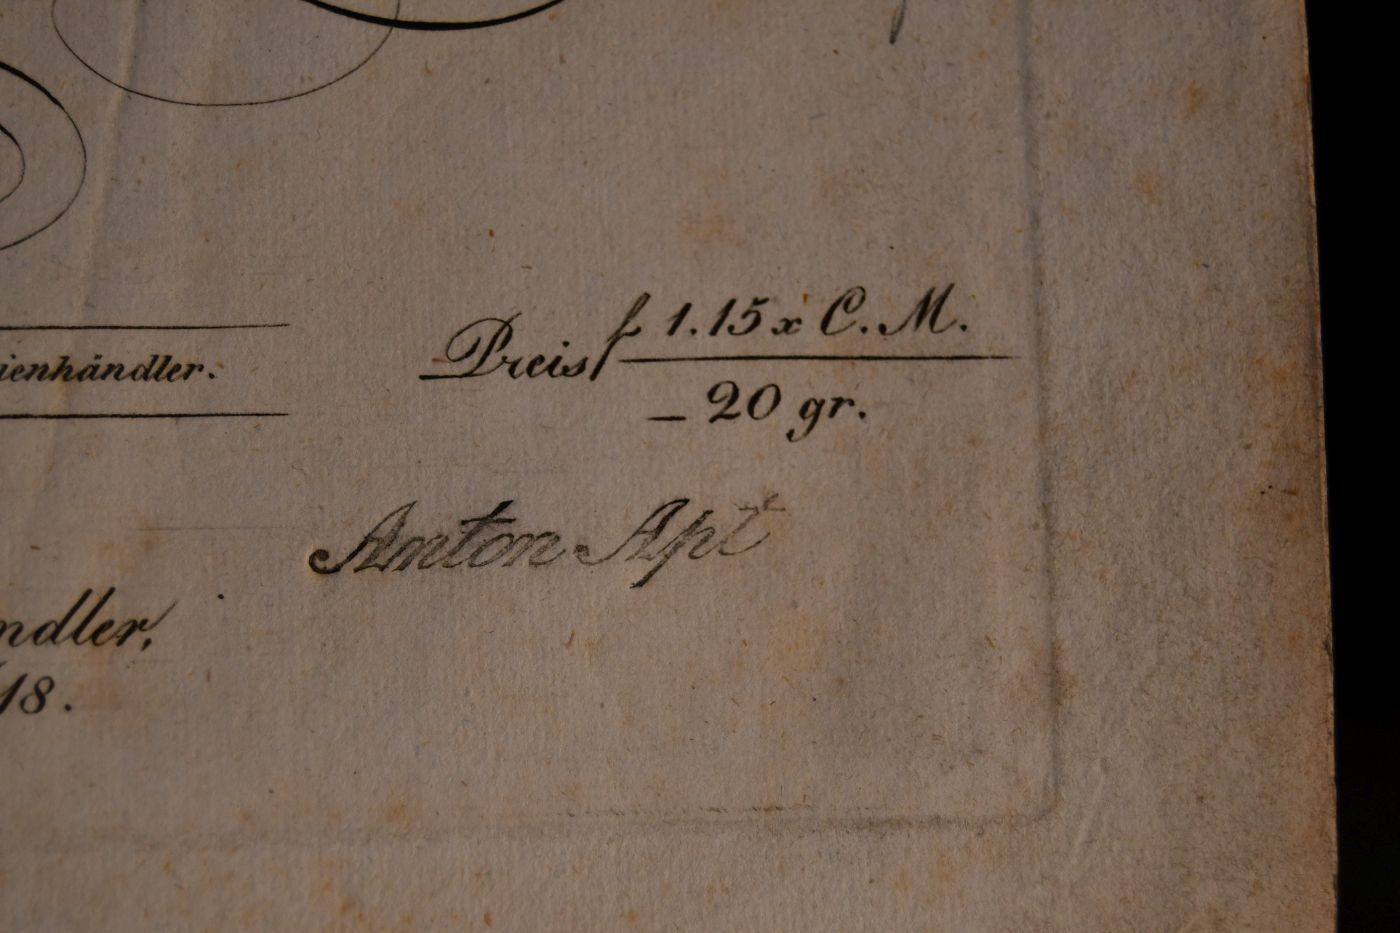 Preis f 1.15 x C. M.
ienhändler.
– 20 gr.
Anton Apt
ndler,
18.